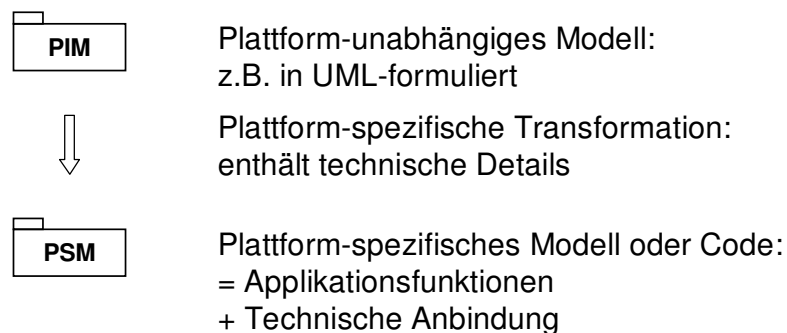 PIM
Plattform-unabhängiges Modell:
z.B. in UML-formuliert
Plattform-spezifische Transformation:
enthält technische Details
PSM
Plattform-spezifisches Modell oder Code:
= Applikationsfunktionen
+ Technische Anbindung